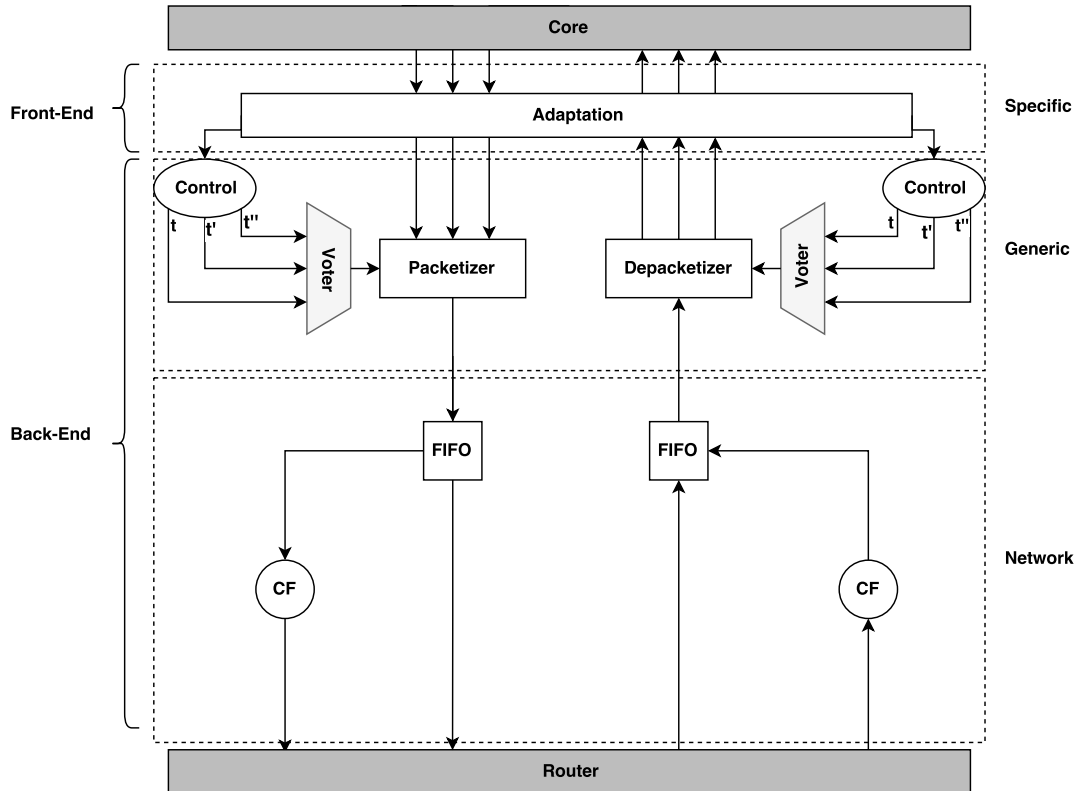 Core
Front-End
Adaptation
Specific
Control
Control
t
t'
t''
t
t'
t''
Voter
Packetizer
Depacketizer
Voter
Generic
Back-End
FIFO
FIFO
Network
CF
CF
Router